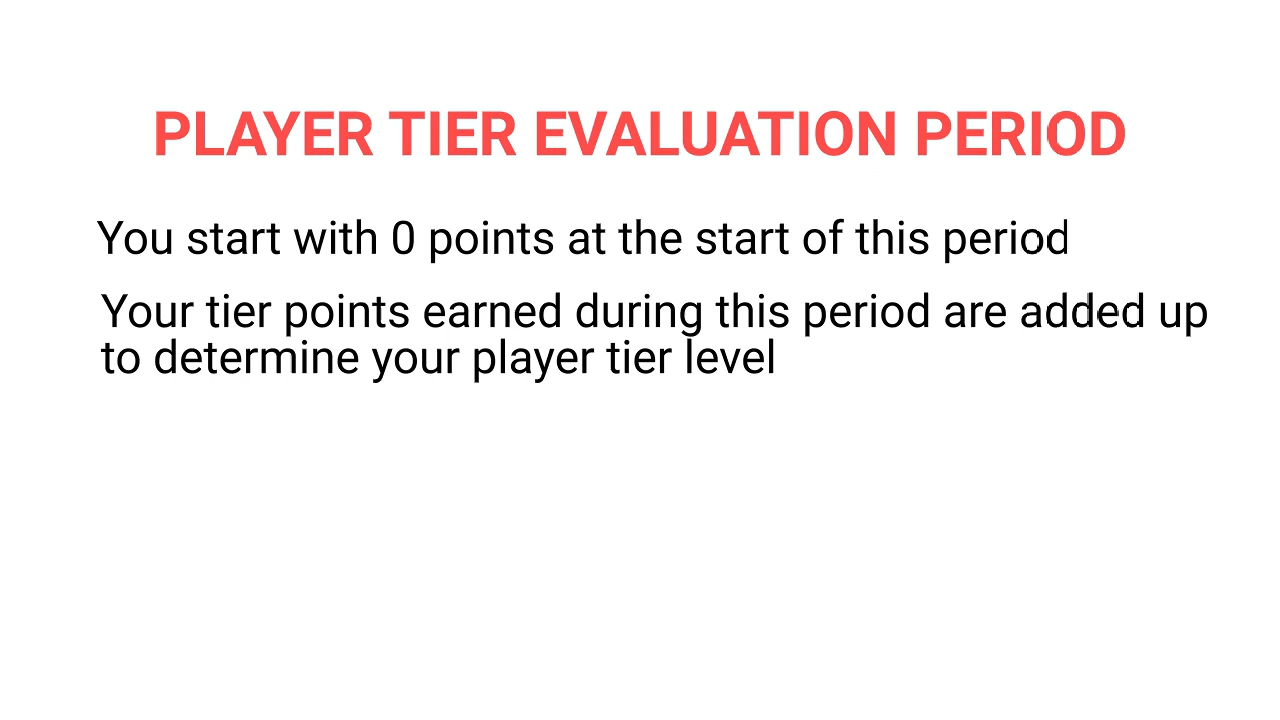 PLAYER TIER EVALUATION PERIOD
You start with 0 points at the start of this period
Your tier points earned during this period are added up
to determine your player tier level